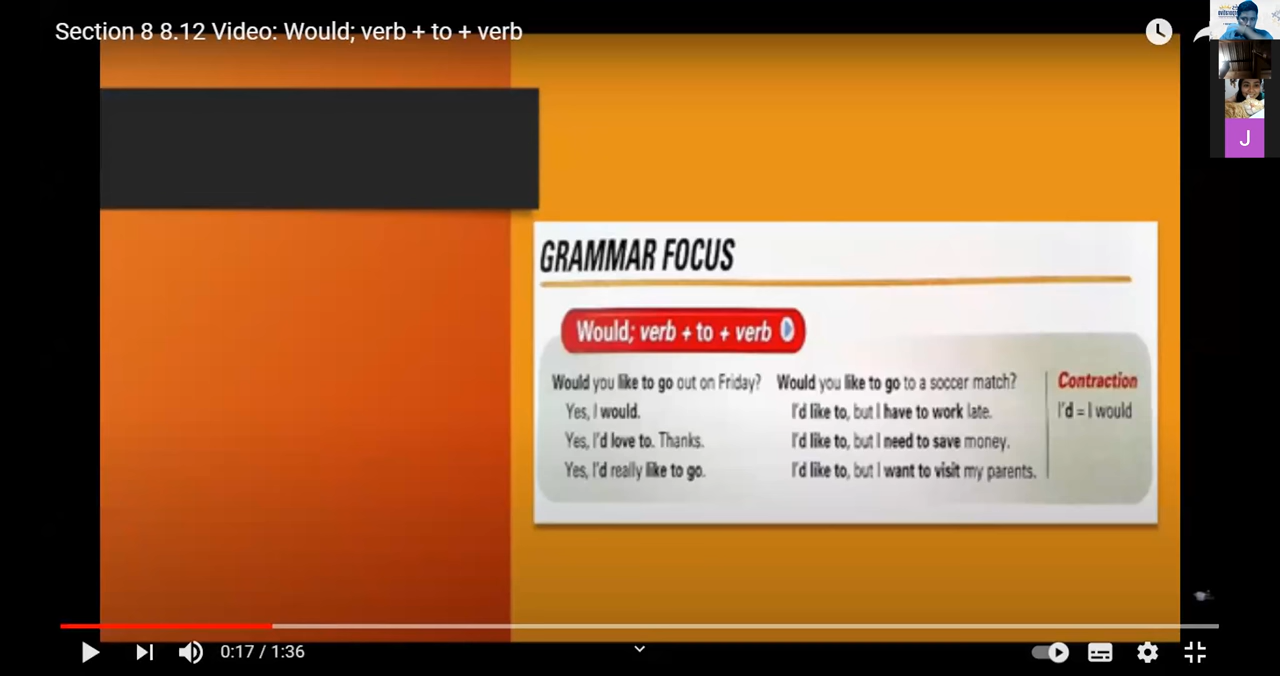 Section 8 8.12 Video: Would; verb + to + verb
GRAMMAR FOCUS
Would; verb + to + verb
Would you like to go out on Friday?
Yes, I would.
Yes, I'd love to. Thanks.
Yes, I'd really like to go.
Would you like to go to a soccer match?
I'd like to, but I have to work late.
I'd like to, but I need to save money.
I'd like to, but I want to visit my parents.
Contraction
I'd = I would
J
0:17 / 1:36